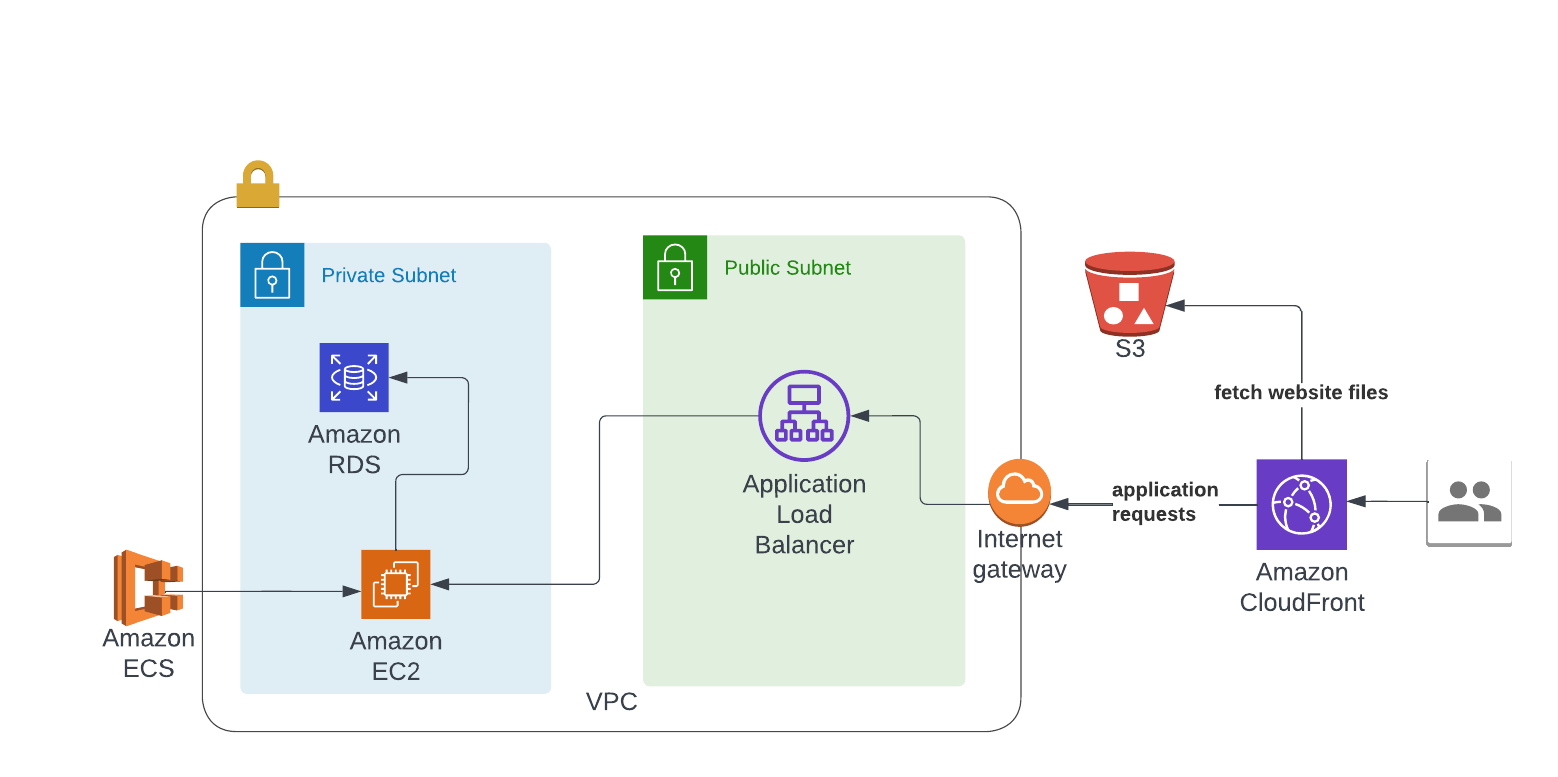 Private Subnet
Public Subnet
Amazon
RDS
Amazon
EC2
Amazon
ECS
VPC
Application
Load
Balancer
Internet
gateway
S3
fetch website files
application
requests
Amazon
CloudFront